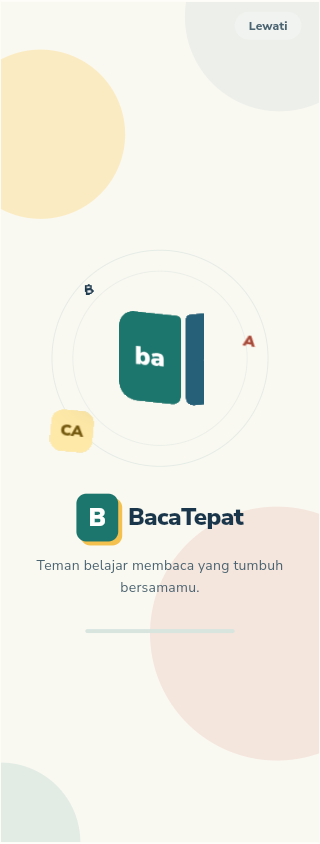 Lewati
B
A
ba
CA
B BacaTepat
Teman belajar membaca yang tumbuh
bersamamu.